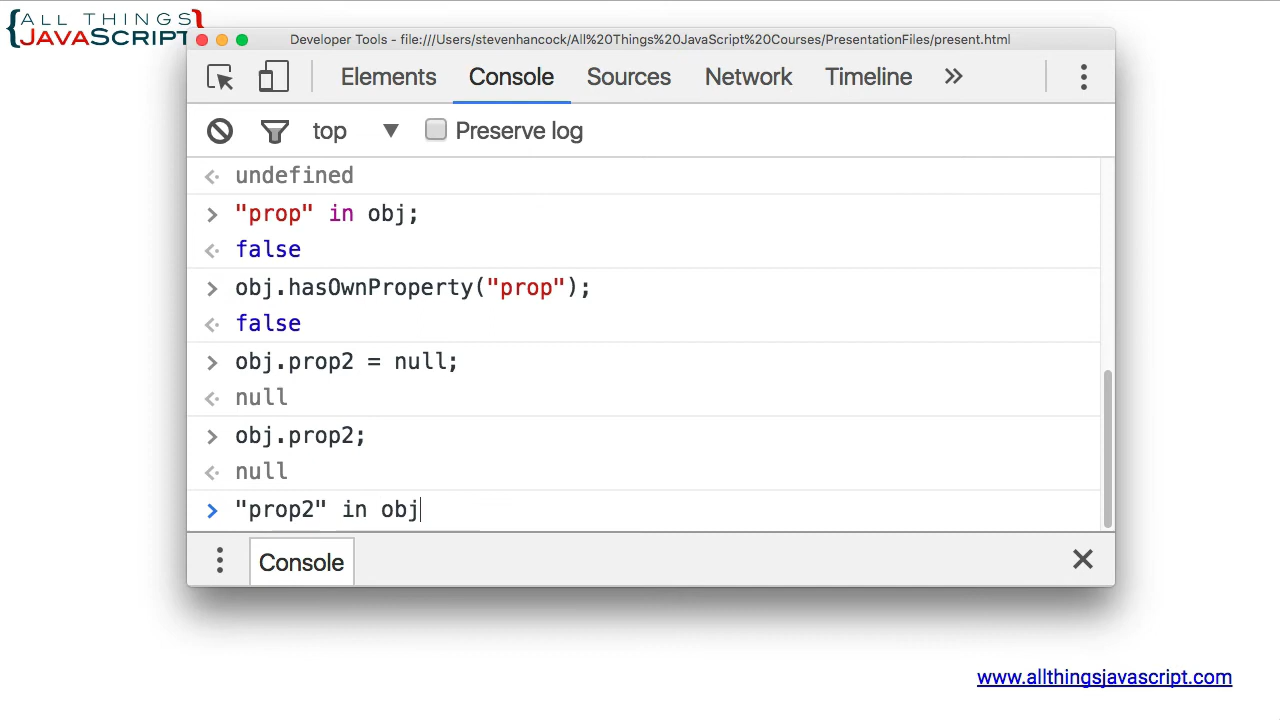 {ALL THINGS}
JAVASCRIPT
Developer Tools - file:///Users/stevenhancock/All%20Things%20JavaScript%20Courses/PresentationFiles/present.html
Elements Console Sources Network Timeline »
top ▼ Preserve log
undefined
> "prop" in obj;
false
> obj.hasOwnProperty("prop");
false
> obj.prop2 = null;
null
> obj.prop2;
null
> "prop2" in obj
Console
www.allthingsjavascript.com